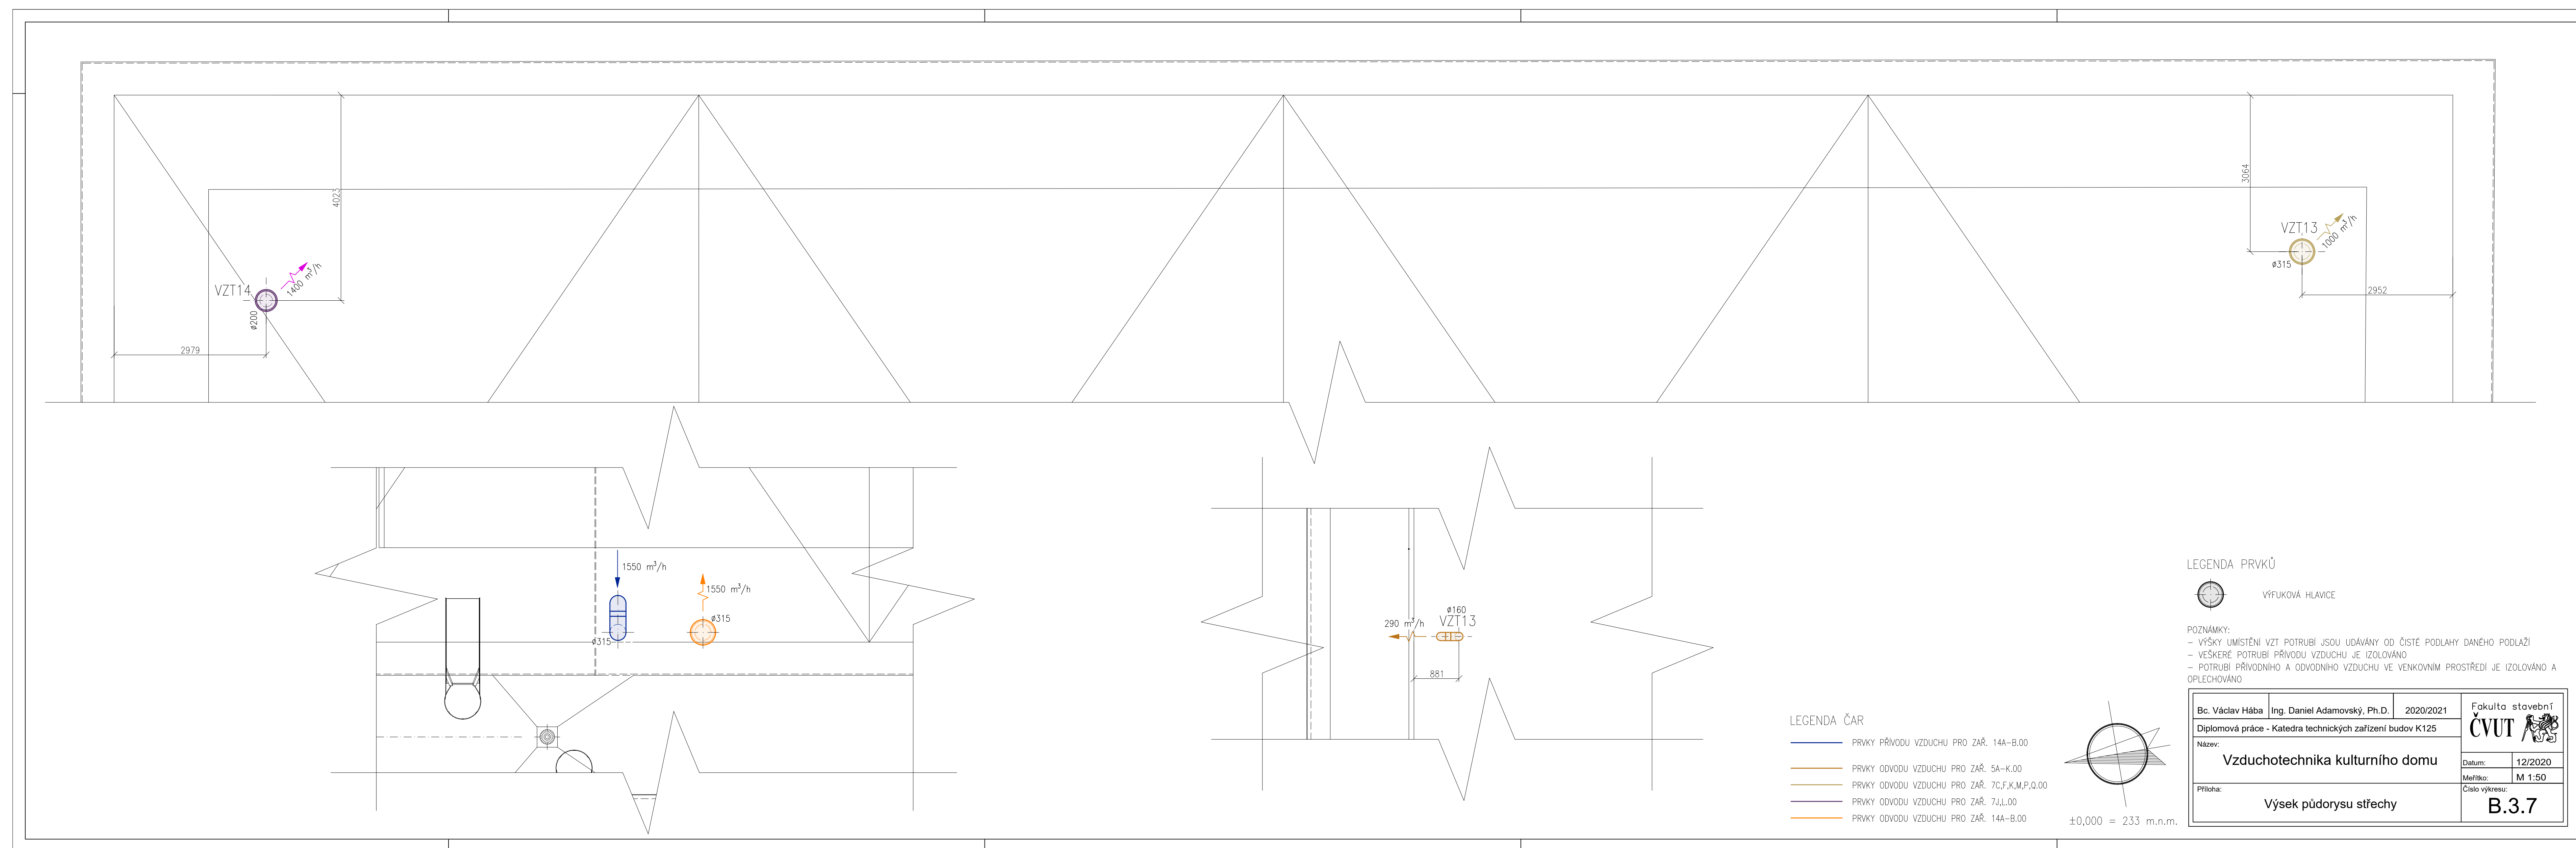 4023
3064
VZT14
1400 m³/h
ø200
2979
VZT13
1000 m³/h
ø315
2952
1550 m³/h
1550 m³/h
ø315
ø315
ø160
290 m³/h
VZT13
881
LEGENDA ČAR
PRVKY PŘÍVODU VZDUCHU PRO ZAŘ. 14A-B.00
PRVKY ODVODU VZDUCHU PRO ZAŘ. 5A-K.00
PRVKY ODVODU VZDUCHU PRO ZAŘ. 7C,F,K,M,P,Q.00
PRVKY ODVODU VZDUCHU PRO ZAŘ. 7J,L.00
PRVKY ODVODU VZDUCHU PRO ZAŘ. 14A-B.00
±0,000 = 233 m.n.m.
LEGENDA PRVKŮ
VÝFUKOVÁ HLAVICE
POZNÁMKY:
– VÝŠKY UMÍSTĚNÍ VZT POTRUBÍ JSOU UDÁVÁNY OD ČISTÉ PODLAHY DANÉHO PODLAŽÍ
– VEŠKERÉ POTRUBÍ PŘÍVODU VZDUCHU JE IZOLOVÁNO
– POTRUBÍ PŘÍVODNÍHO A ODVODNÍHO VZDUCHU VE VENKOVNÍM PROSTŘEDÍ JE IZOLOVÁNO A
OPLECHOVÁNO
Bc. Václav Hába Ing. Daniel Adamovský, Ph.D. 2020/2021
Diplomová práce - Katedra technických zařízení budov K125
Fakulta stavební
ČVUT
Název:
Vzduchotechnika kulturního domu
Datum: 12/2020
Meřítko: M 1:50
Příloha:
Výsek půdorysu střechy
Číslo výkresu:
B.3.7